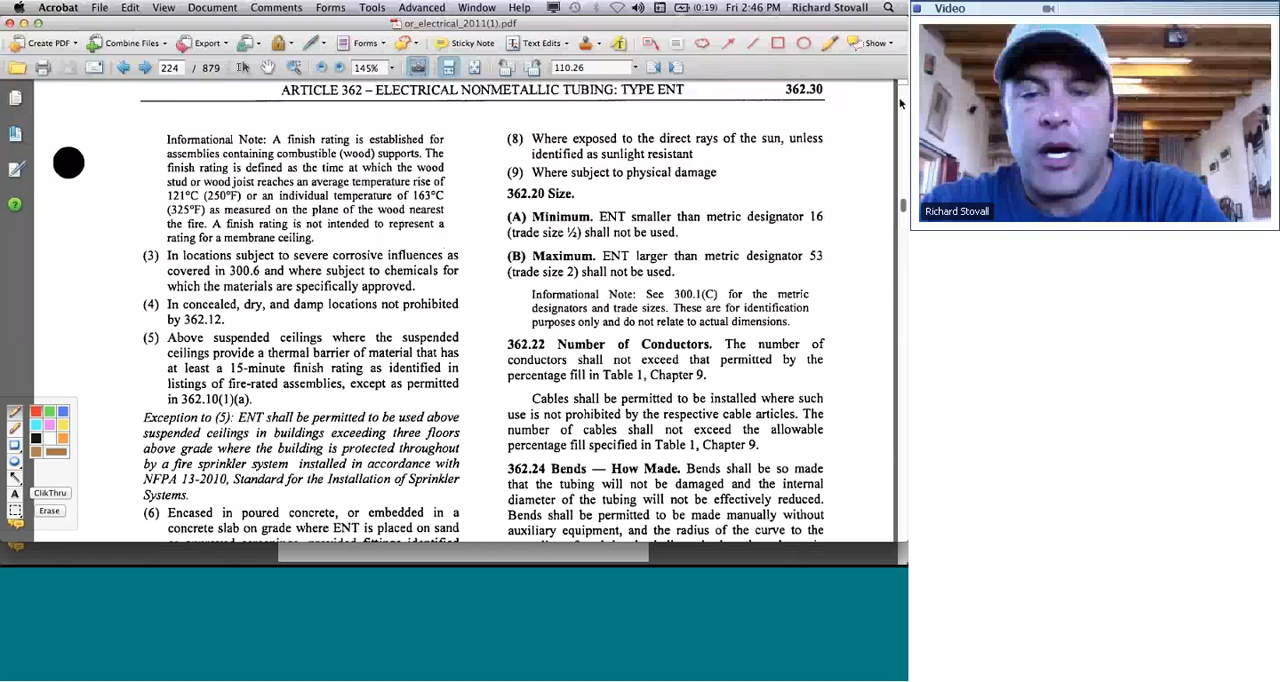 Acrobat File Edit View Document Comments Forms Tools Advanced Window Help (0:19) Fri 2:46 PM Richard Stovall
or_electrical_2011(1).pdf
Create PDF Combine Files Export Forms Sticky Note Text Edits Show
224 / 879 145% 110.26
ARTICLE 362 – ELECTRICAL NONMETALLIC TUBING: TYPE ENT 362.30
Informational Note: A finish rating is established for
assemblies containing combustible (wood) supports. The
finish rating is defined as the time at which the wood
stud or wood joist reaches an average temperature rise of
121°C (250°F) or an individual temperature of 163°C
(325°F) as measured on the plane of the wood nearest
the fire. A finish rating is not intended to represent a
rating for a membrane ceiling.
(3) In locations subject to severe corrosive influences as
covered in 300.6 and where subject to chemicals for
which the materials are specifically approved.
(4) In concealed, dry, and damp locations not prohibited
by 362.12.
(5) Above suspended ceilings where the suspended
ceilings provide a thermal barrier of material that has
at least a 15-minute finish rating as identified in
listings of fire-rated assemblies, except as permitted
in 362.10(1)(a).
Exception to (5): ENT shall be permitted to be used above
suspended ceilings in buildings exceeding three floors
above grade where the building is protected throughout
by a fire sprinkler system installed in accordance with
NFPA 13-2010, Standard for the Installation of Sprinkler
Systems.
(6) Encased in poured concrete, or embedded in a
concrete slab on grade where ENT is placed on sand
(8) Where exposed to the direct rays of the sun, unless
identified as sunlight resistant
(9) Where subject to physical damage
362.20 Size.
(A) Minimum. ENT smaller than metric designator 16
(trade size ½) shall not be used.
(B) Maximum. ENT larger than metric designator 53
(trade size 2) shall not be used.
Informational Note: See 300.1(C) for the metric
designators and trade sizes. These are for identification
purposes only and do not relate to actual dimensions.
362.22 Number of Conductors. The number of
conductors shall not exceed that permitted by the
percentage fill in Table 1, Chapter 9.
Cables shall be permitted to be installed where such
use is not prohibited by the respective cable articles. The
number of cables shall not exceed the allowable
percentage fill specified in Table 1, Chapter 9.
362.24 Bends — How Made. Bends shall be so made
that the tubing will not be damaged and the internal
diameter of the tubing will not be effectively reduced.
Bends shall be permitted to be made manually without
auxiliary equipment, and the radius of the curve to the
A
ClikThru
Erase
Video
Richard Stovall